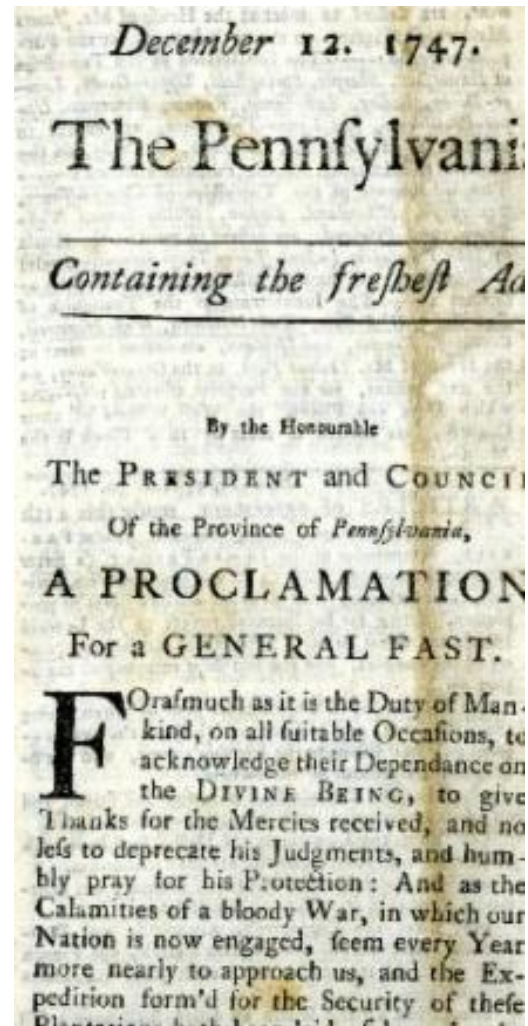 December 12. 1747.
The Pennſylvani
Containing the freſheſt Ad
By the Honourable
The PRESIDENT and COUNCI
Of the Province of Pennſylvania,
A PROCLAMATION
For a GENERAL FAST.
FOraſmuch as it is the Duty of Man-
kind, on all ſuitable Occaſions, to
acknowledge their Dependance on
the DIVINE BEING, to give
Thanks for the Mercies received, and no
leſs to deprecate his Judgments, and hum-
bly pray for his Protection: And as the
Calamities of a bloody War, in which our
Nation is now engaged, ſeem every Year
more nearly to approach us, and the Ex-
pedition form'd for the Security of theſe